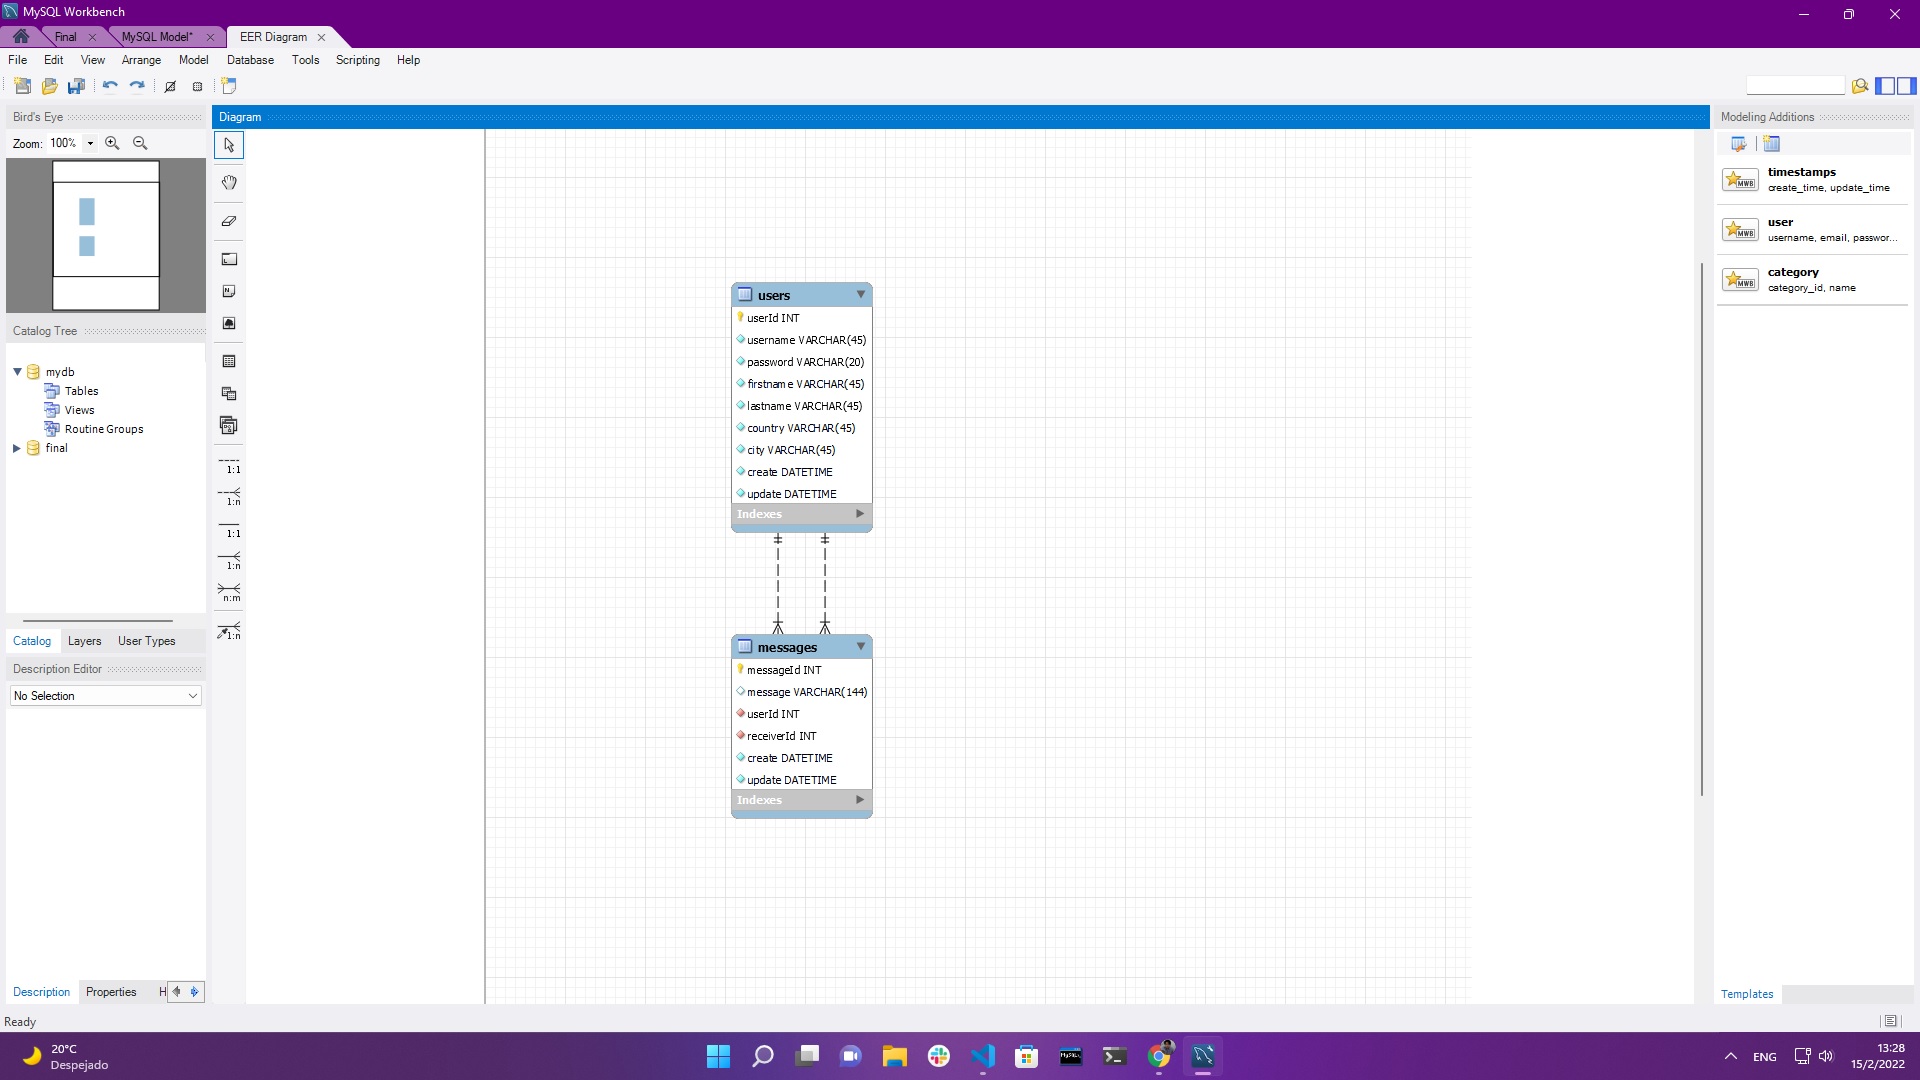 MySQL Workbench
Final
MySQL Model*
EER Diagram
File Edit View Arrange Model Database Tools Scripting Help
Bird's Eye
Zoom: 100%
Catalog Tree
mydb
Tables
Views
Routine Groups
final
Catalog Layers User Types
Description Editor
No Selection
Description Properties H
Diagram
1:1
1:n
1:1
1:n
n:m
1:n
users
userId INT
username VARCHAR(45)
password VARCHAR(20)
firstname VARCHAR(45)
lastname VARCHAR(45)
country VARCHAR(45)
city VARCHAR(45)
create DATETIME
update DATETIME
Indexes
messages
messageId INT
message VARCHAR(144)
userId INT
receiverId INT
create DATETIME
update DATETIME
Indexes
Modeling Additions
MWB
timestamps
create_time, update_time
MWB
user
username, email, passwor...
MWB
category
category_id, name
Templates
Ready
20°C
Despejado
ENG
13:28
15/2/2022